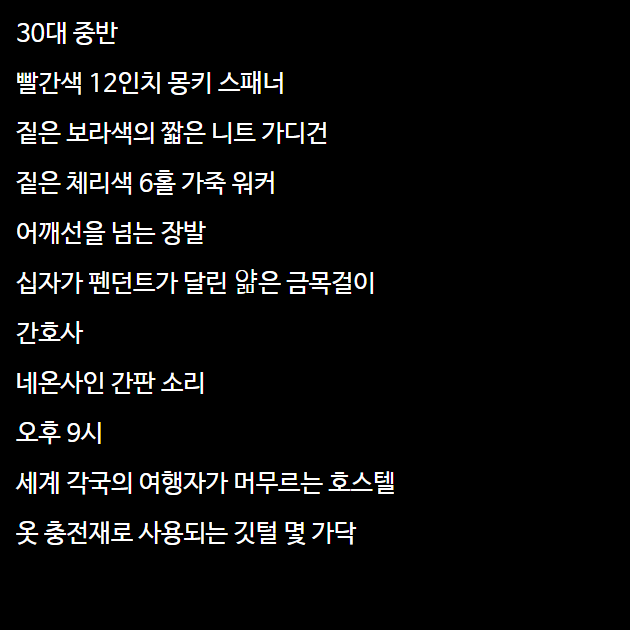 30대 중반
빨간색 12인치 몽키 스패너
짙은 보라색의 짧은 니트 가디건
짙은 체리색 6홀 가죽 워커
어깨선을 넘는 장발
십자가 펜던트가 달린 얇은 금목걸이
간호사
네온사인 간판 소리
오후 9시
세계 각국의 여행자가 머무르는 호스텔
옷 충전재로 사용되는 깃털 몇 가닥